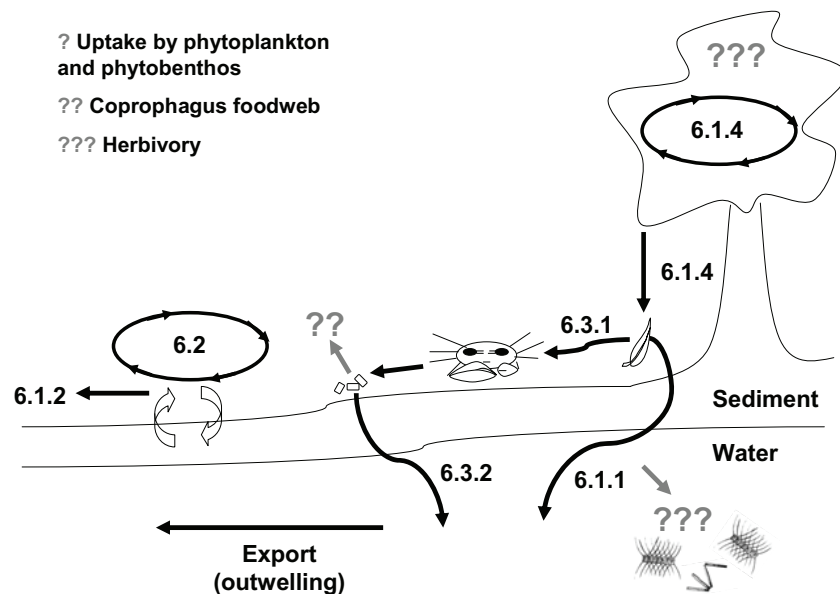 ? Uptake by phytoplankton
and phytobenthos
?? Coprophagus foodweb
??? Herbivory
???
6.1.4
6.1.4
6.3.1
??
6.2
6.1.2
Sediment
Water
6.3.2
6.1.1
???
Export
(outwelling)